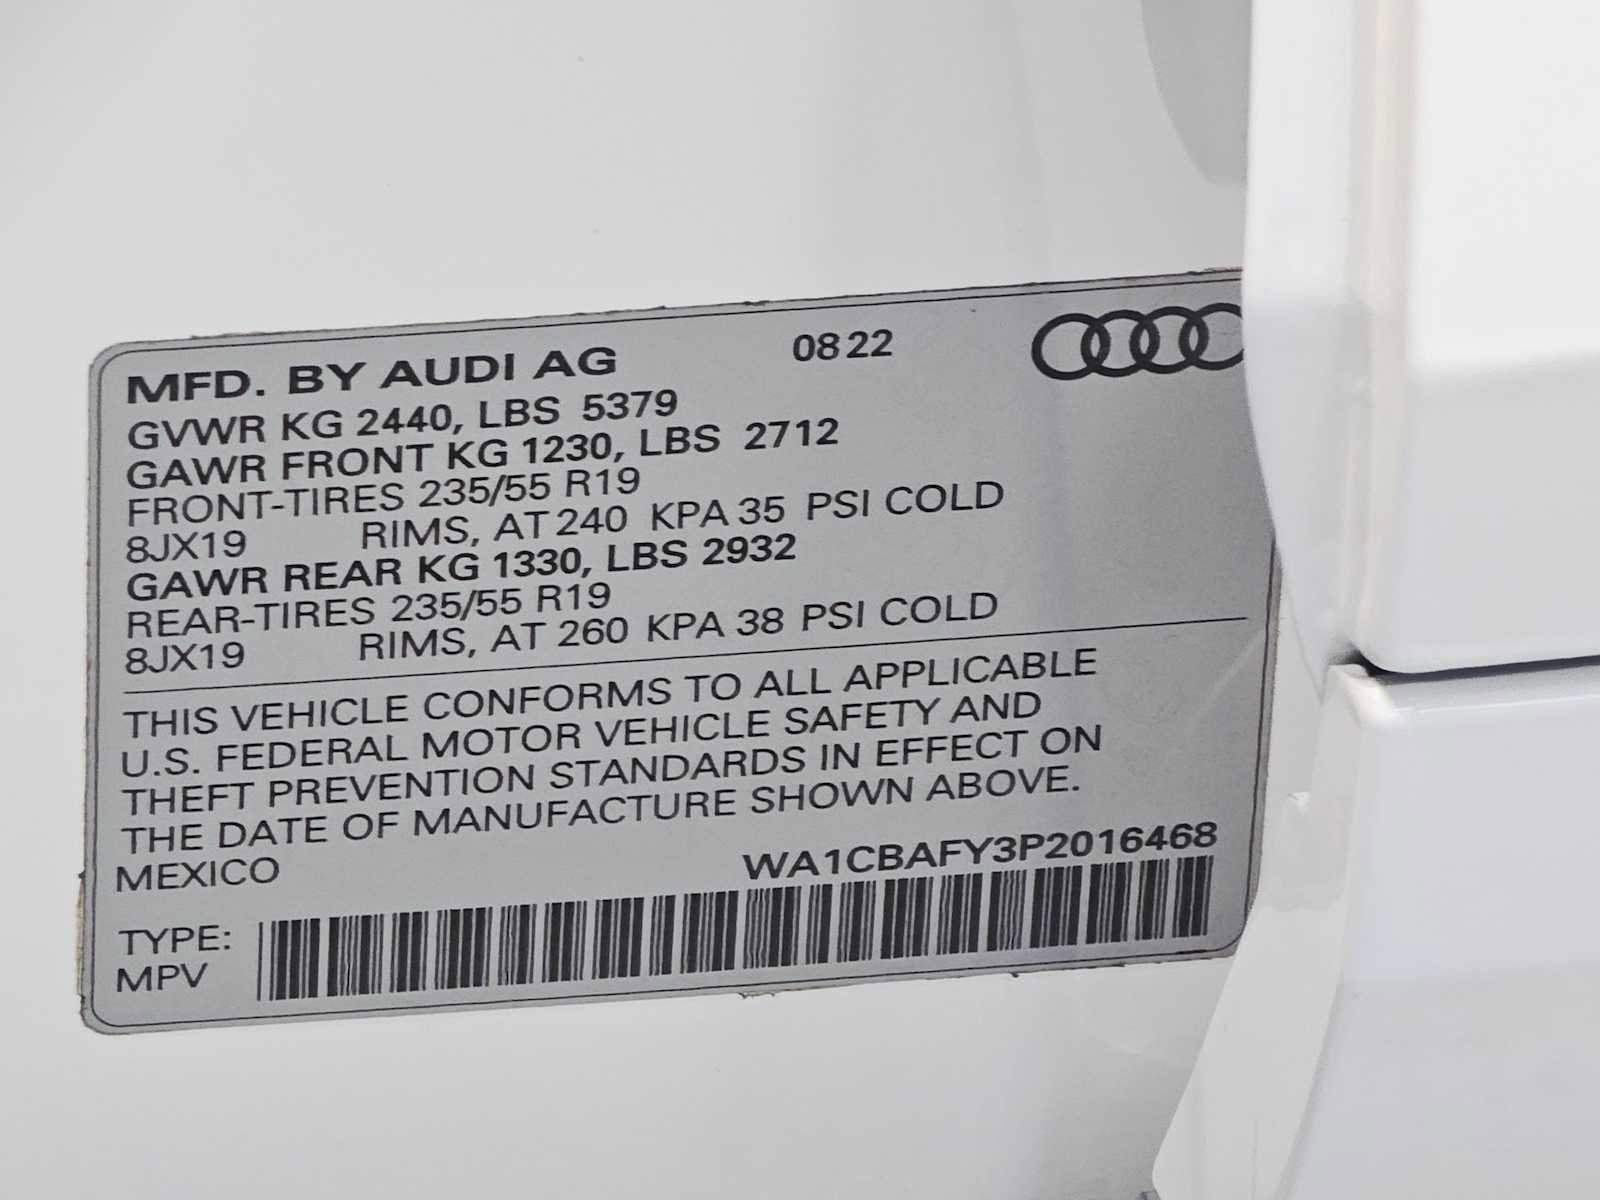 MFD. BY AUDI AG 0822
GVWR KG 2440, LBS 5379
GAWR FRONT KG 1230, LBS 2712
FRONT-TIRES 235/55 R19
8JX19 RIMS, AT 240 KPA 35 PSI COLD
GAWR REAR KG 1330, LBS 2932
REAR-TIRES 235/55 R19
8JX19 RIMS, AT 260 KPA 38 PSI COLD
THIS VEHICLE CONFORMS TO ALL APPLICABLE
U.S. FEDERAL MOTOR VEHICLE SAFETY AND
THEFT PREVENTION STANDARDS IN EFFECT ON
THE DATE OF MANUFACTURE SHOWN ABOVE.
MEXICO WA1CBAFY3P2016468
TYPE:
MPV